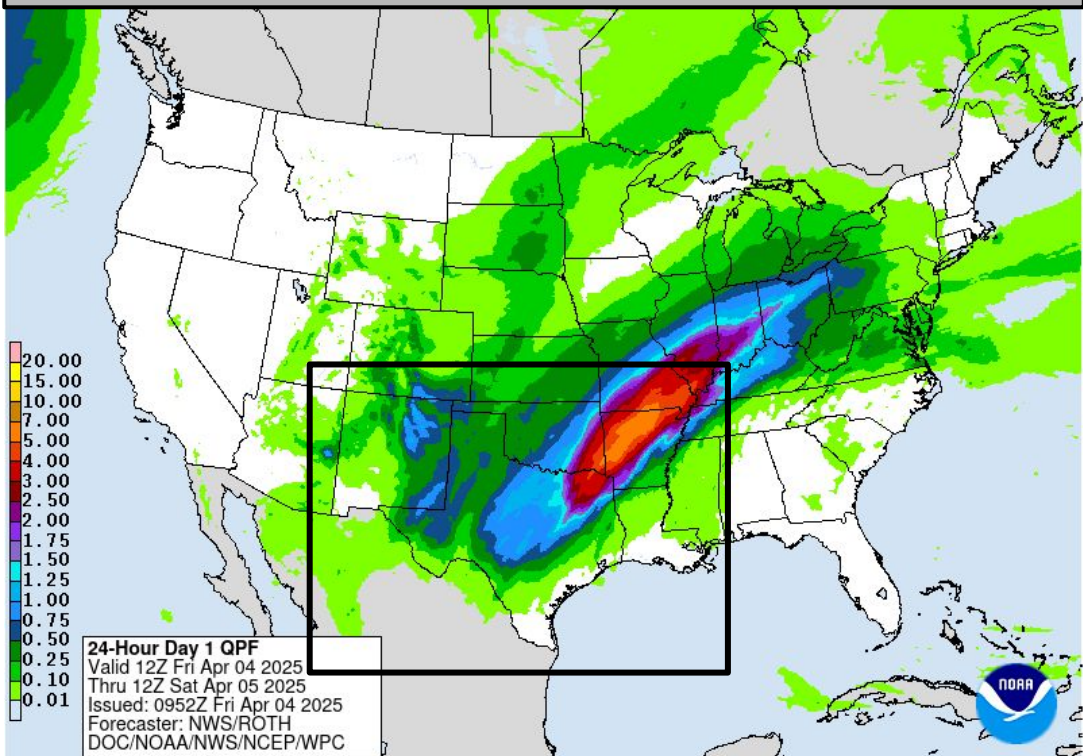 20.00
15.00
10.00
7.00
5.00
4.00
3.00
2.50
2.00
1.75
1.50
1.25
1.00
0.75
0.50
0.25
0.10
0.01
24-Hour Day 1 QPF
Valid 12Z Fri Apr 04 2025
Thru 12Z Sat Apr 05 2025
Issued: 0952Z Fri Apr 04 2025
Forecaster: NWS/ROTH
DOC/NOAA/NWS/NCEP/WPC
NOAA